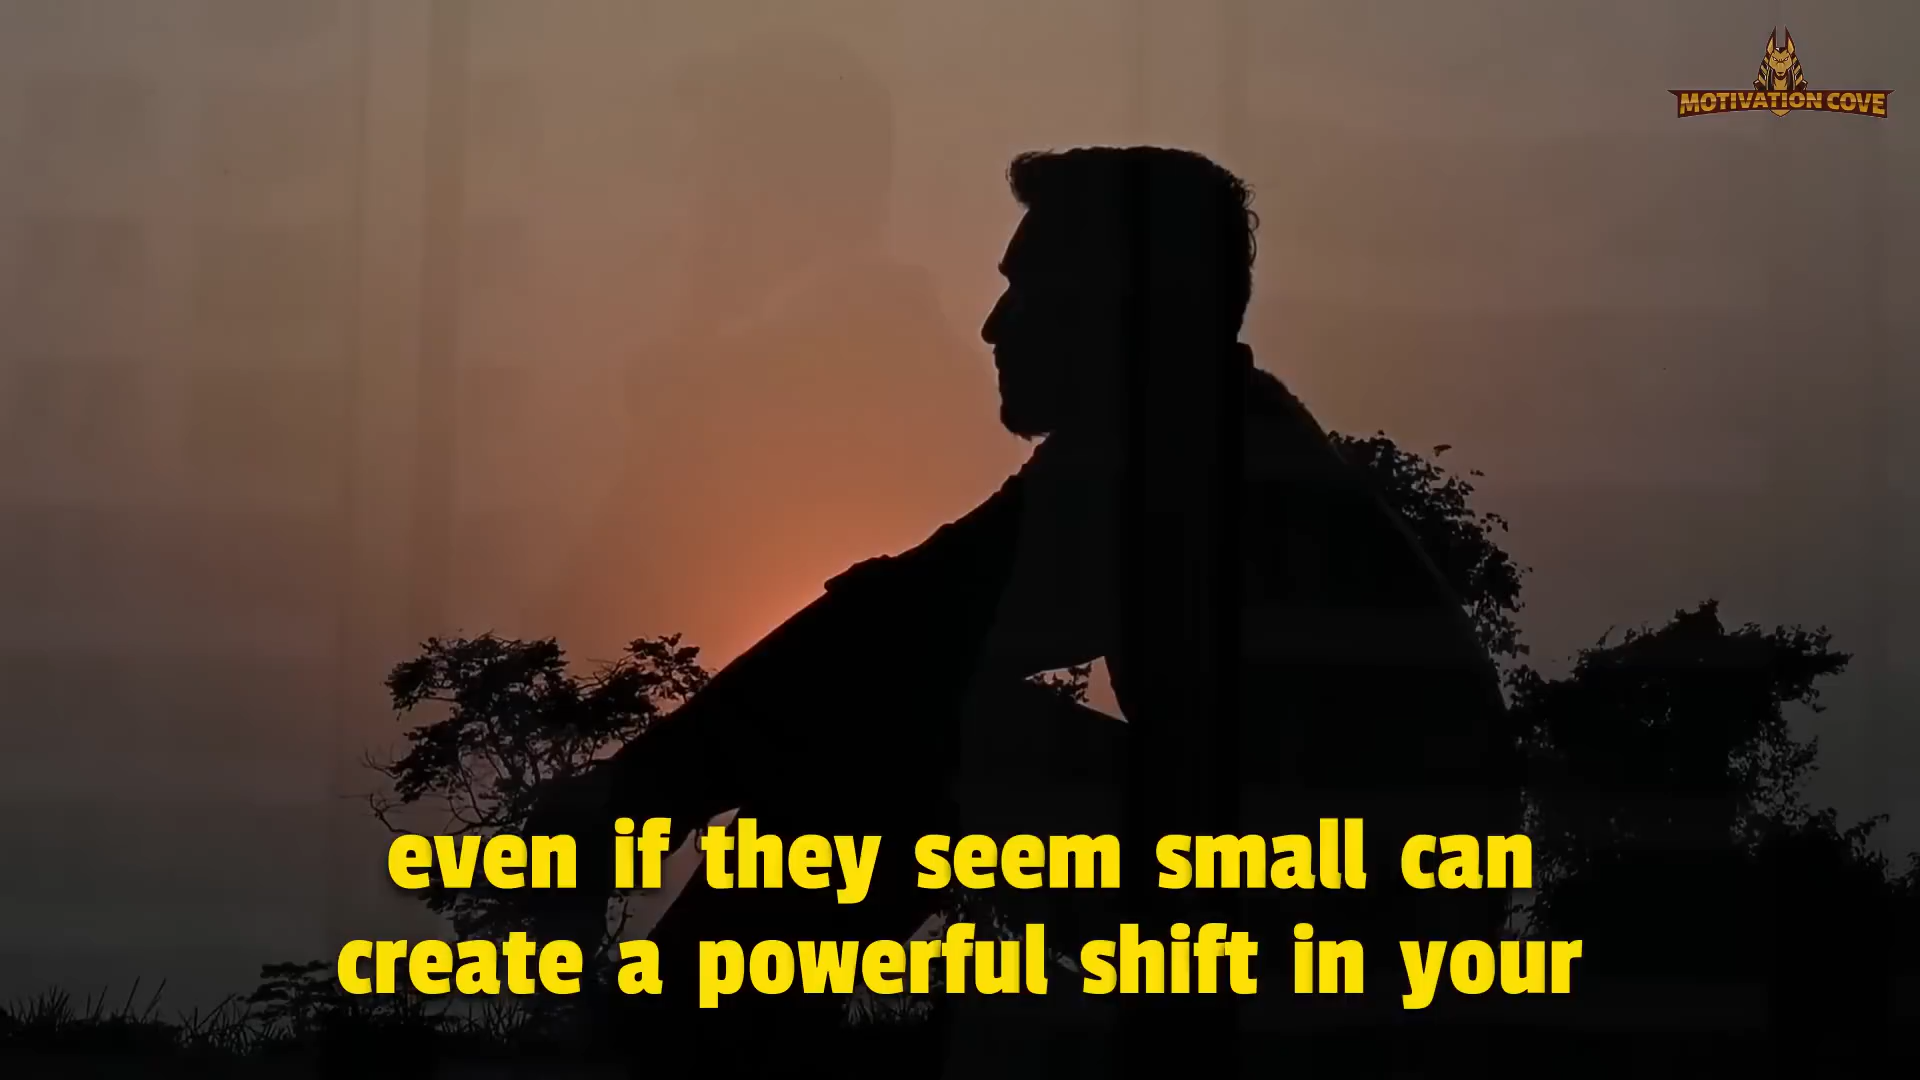 MOTIVATION COVE
even if they seem small can
create a powerful shift in your